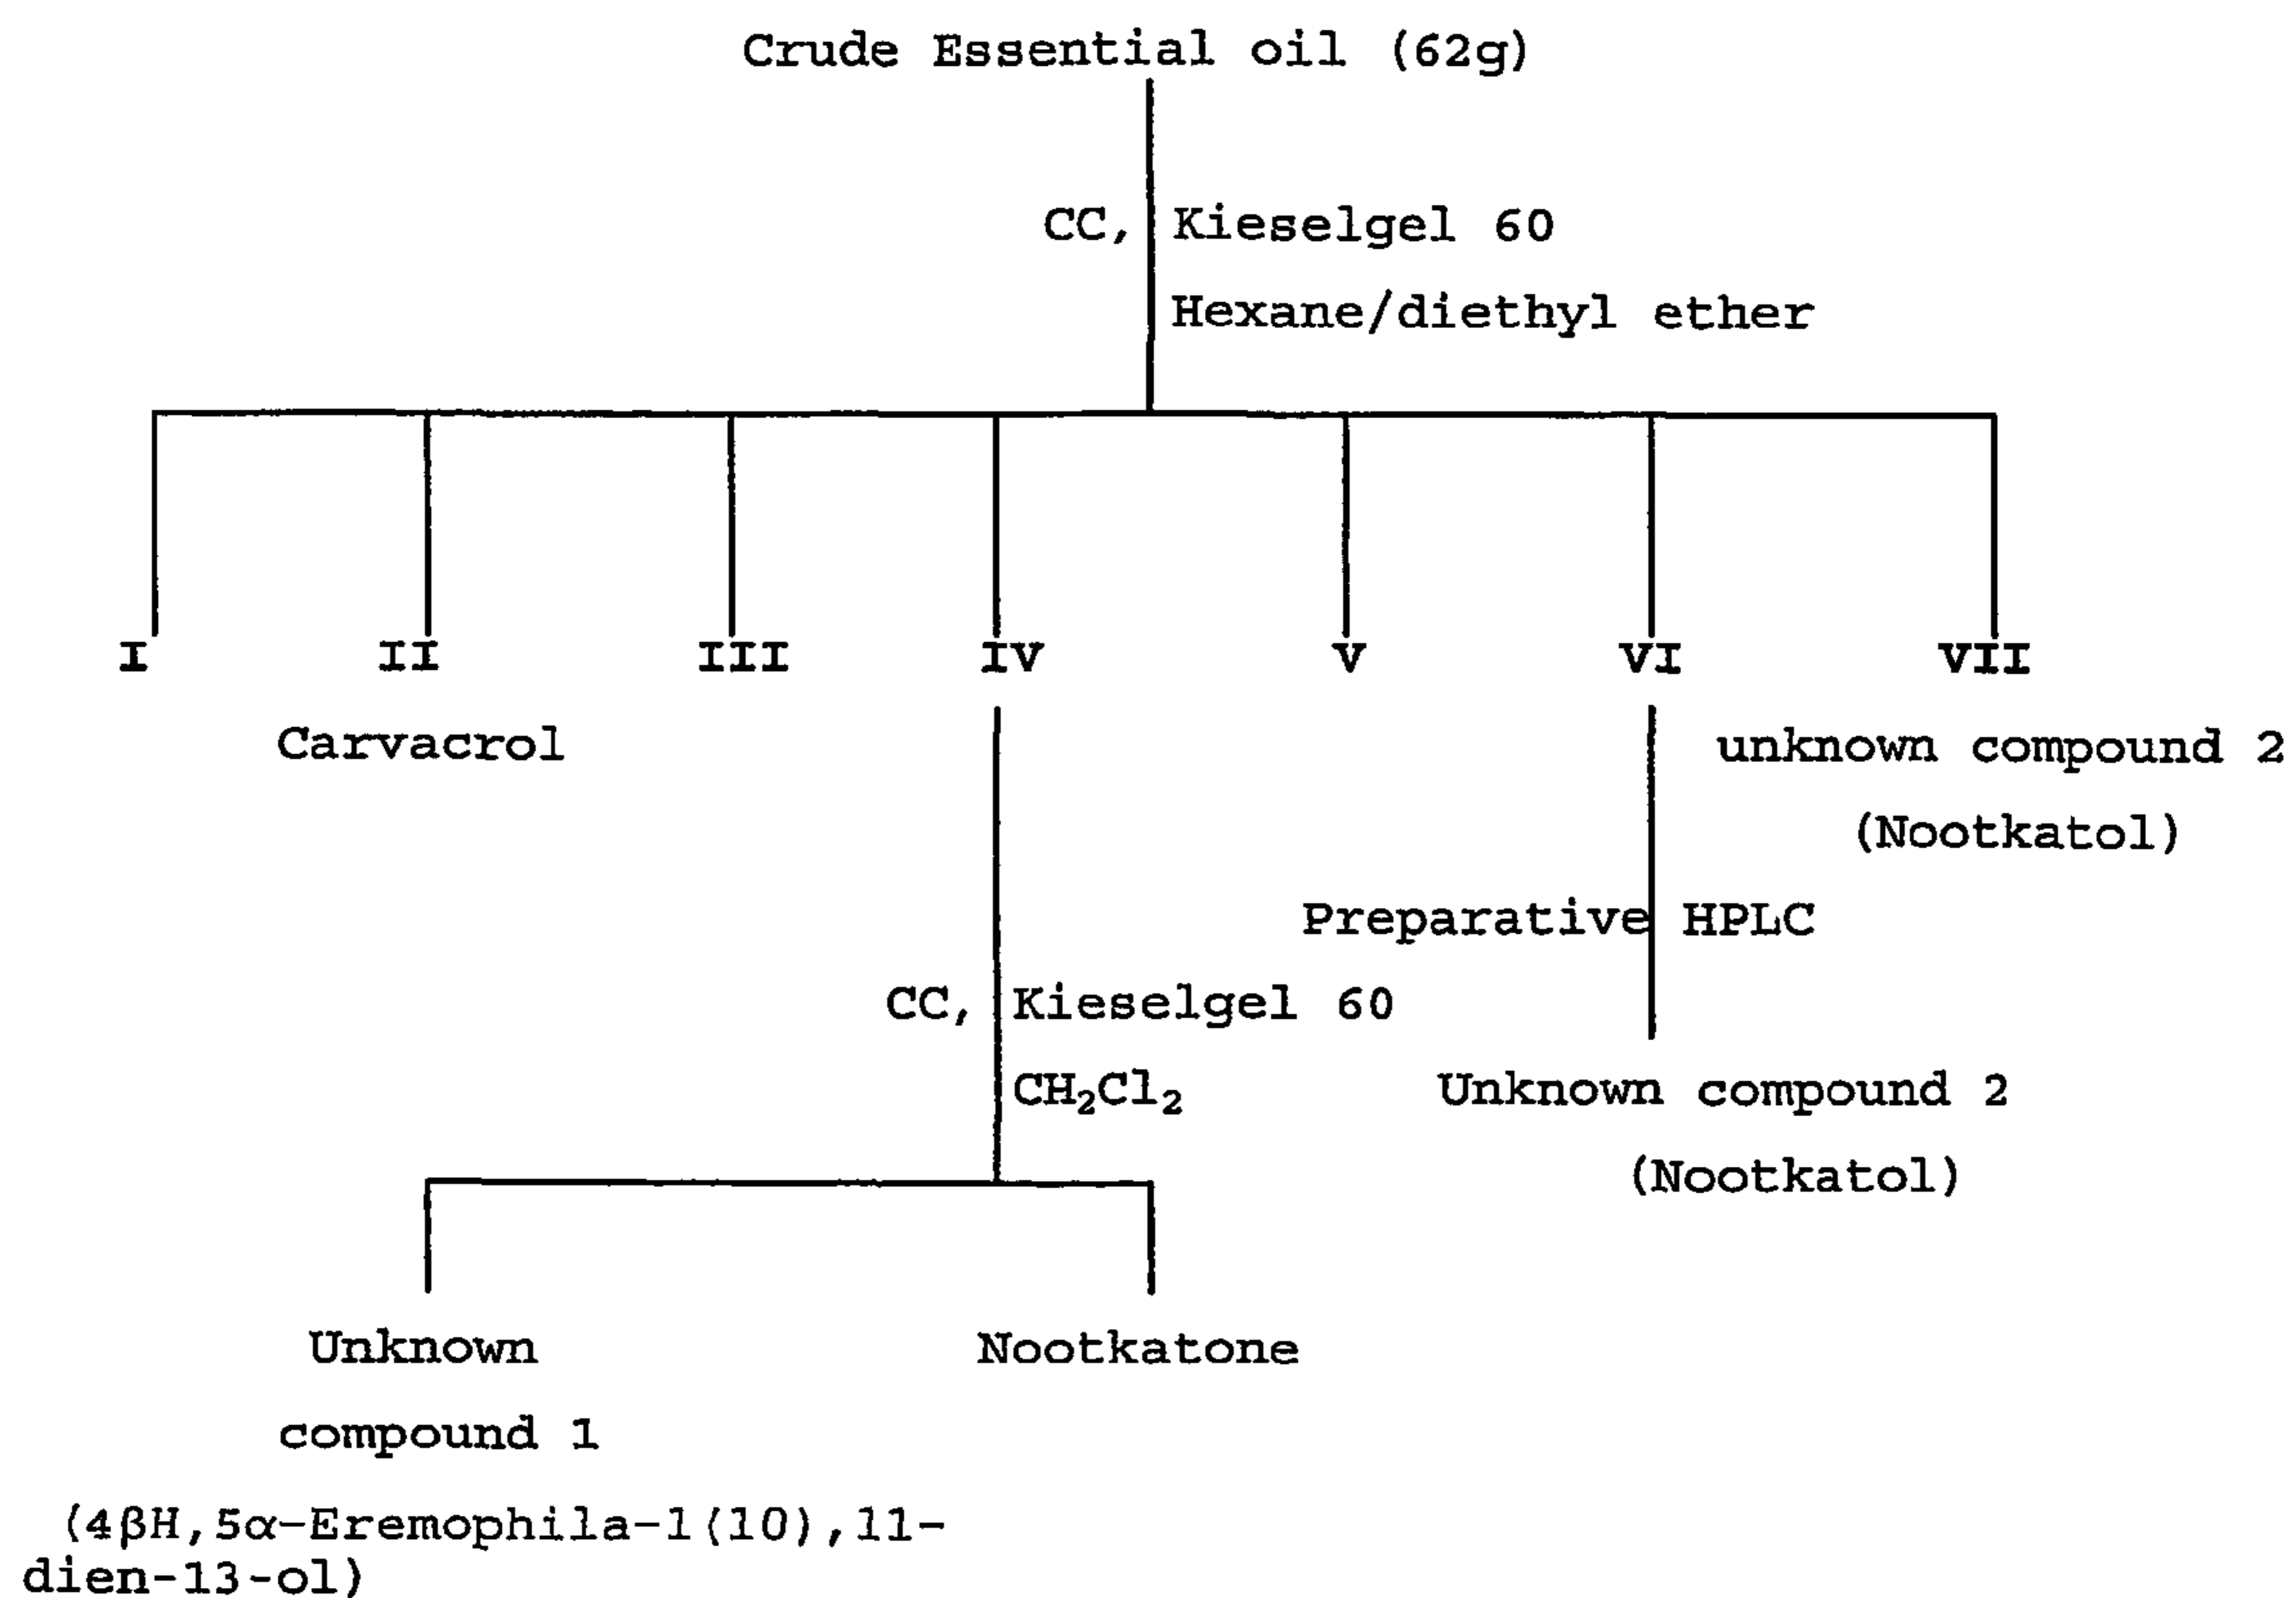 Crude Essential oil (62g)
CC, Kieselgel 60
Hexane/diethyl ether
I II III IV V VI VII
Carvacrol
unknown compound 2
(Nootkatol)
Preparative HPLC
CC, Kieselgel 60
CH₂Cl₂
Unknown compound 2
(Nootkatol)
Unknown
compound 1
Nootkatone
(4βH,5α-Eremophila-1(10),11-
dien-13-ol)